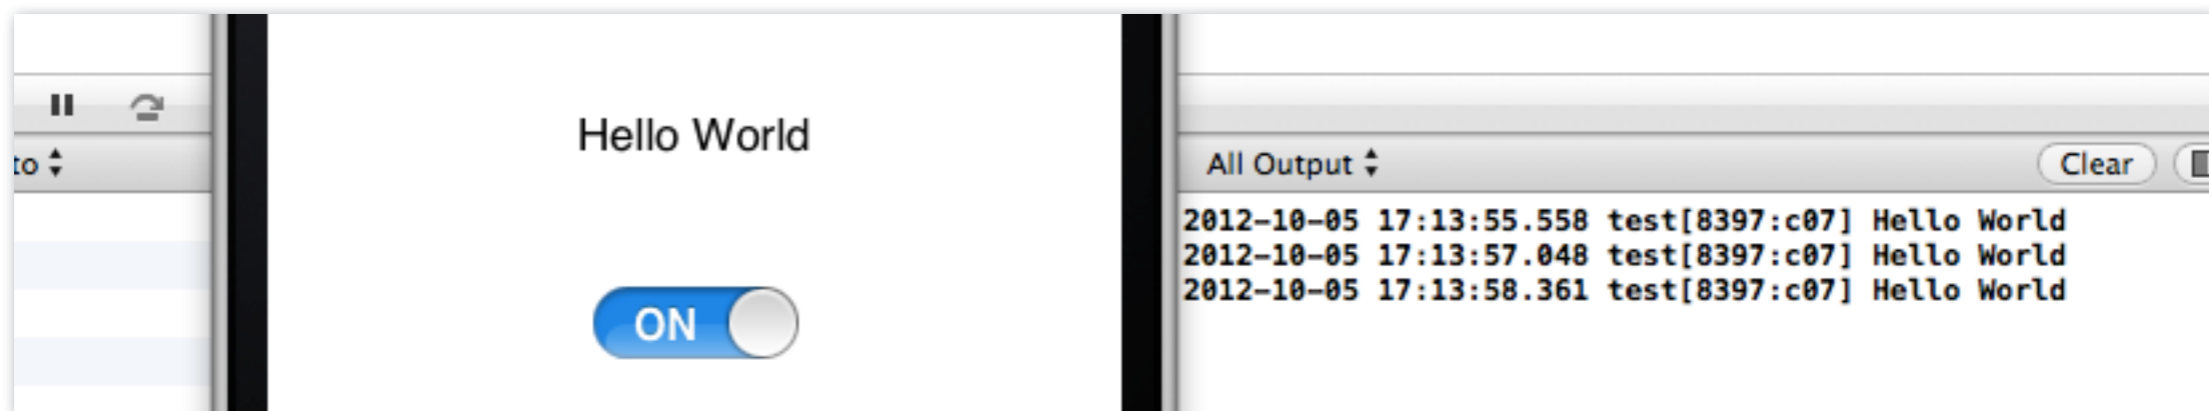 Hello World
to
All Output
Clear
2012-10-05 17:13:55.558 test[8397:c07] Hello World
2012-10-05 17:13:57.048 test[8397:c07] Hello World
2012-10-05 17:13:58.361 test[8397:c07] Hello World
ON